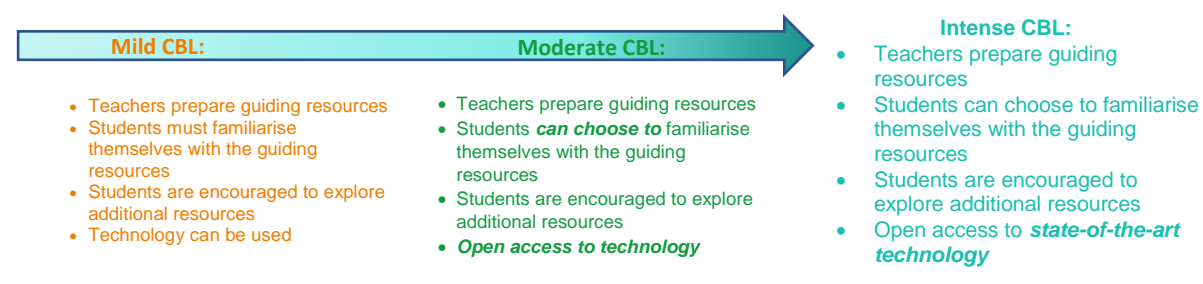 Mild CBL:
• Teachers prepare guiding resources
• Students must familiarise
themselves with the guiding
resources
• Students are encouraged to explore
additional resources
• Technology can be used
Moderate CBL:
• Teachers prepare guiding resources
• Students can choose to familiarise
themselves with the guiding
resources
• Students are encouraged to explore
additional resources
• Open access to technology
Intense CBL:
• Teachers prepare guiding
resources
• Students can choose to familiarise
themselves with the guiding
resources
• Students are encouraged to
explore additional resources
• Open access to state-of-the-art
technology